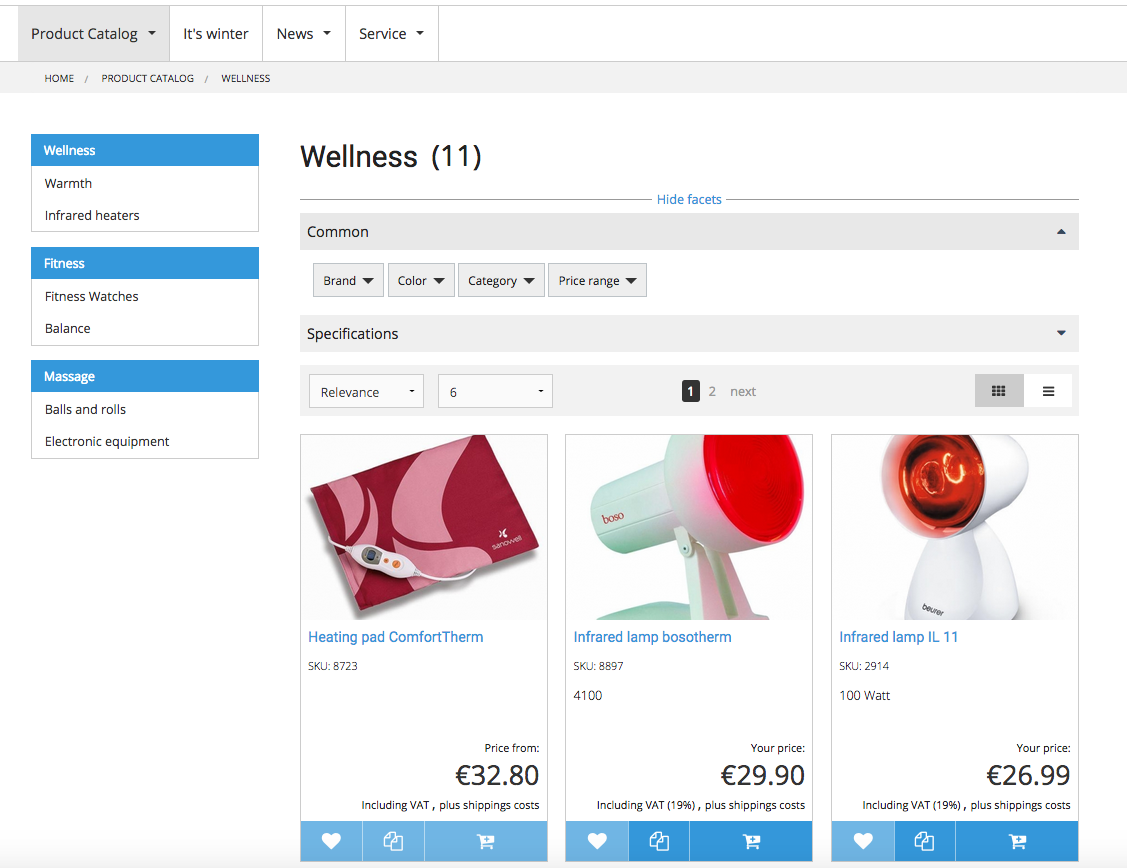 Product Catalog It's winter News Service
HOME / PRODUCT CATALOG / WELLNESS
Wellness
Warmth
Infrared heaters
Fitness
Fitness Watches
Balance
Massage
Balls and rolls
Electronic equipment
Wellness (11)
Hide facets
Common
Brand Color Category Price range
Specifications
Relevance 6 1 2 next
sanowell
boso
beurer
Heating pad ComfortTherm
SKU: 8723
Price from:
€32.80
Including VAT , plus shippings costs
Infrared lamp bosotherm
SKU: 8897
4100
Your price:
€29.90
Including VAT (19%) , plus shippings costs
Infrared lamp IL 11
SKU: 2914
100 Watt
Your price:
€26.99
Including VAT (19%) , plus shippings costs